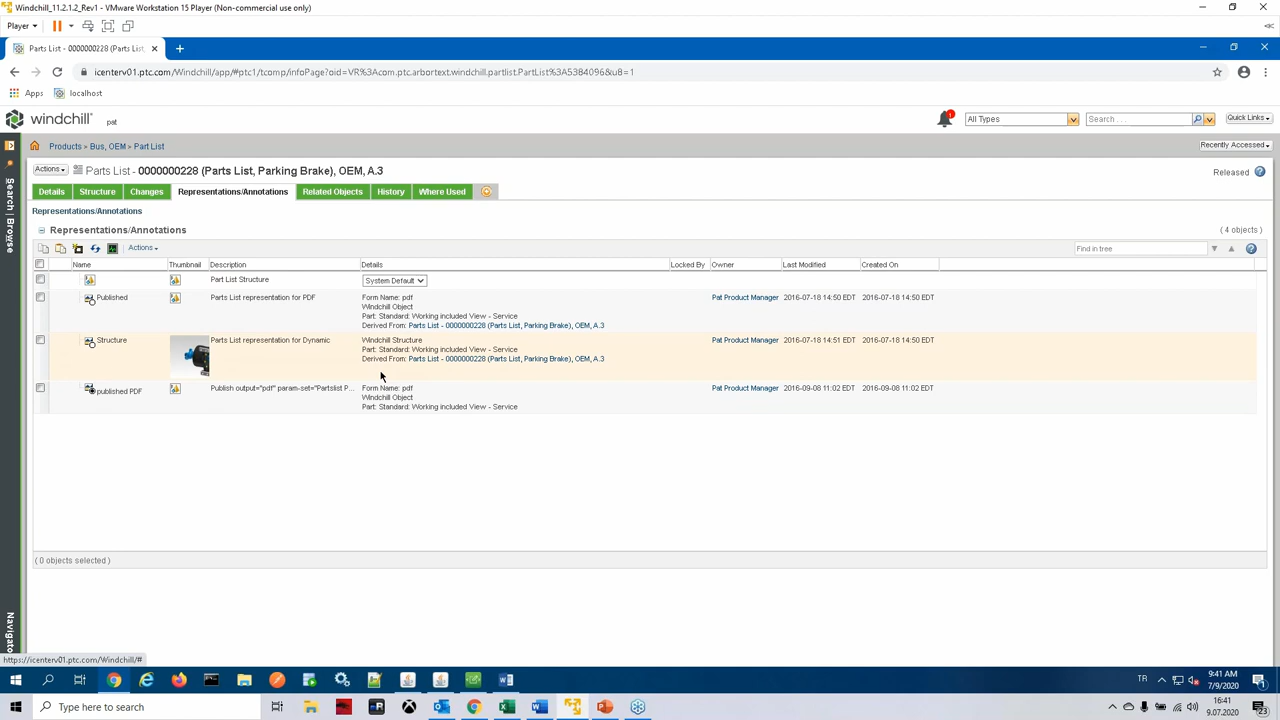 Windchill_11.2.1.2_Rev1 - VMware Workstation 15 Player (Non-commercial use only)
Player
Parts List - 0000000228 (Parts List,
icenterv01.ptc.com/Windchill/app/#ptc1/tcomp/infoPage?oid=VR%3Acom.ptc.arbortext.windchill.partlist.PartList%3A5384096&u8=1
Apps localhost
windchill pat All Types Search . . . Quick Links
Products > Bus, OEM > Part List Recently Accessed
Actions Parts List - 0000000228 (Parts List, Parking Brake), OEM, A.3 Released
Details Structure Changes Representations/Annotations Related Objects History Where Used
Representations/Annotations
Representations/Annotations ( 4 objects )
Actions Find in tree
Name Thumbnail Description Details Locked By Owner Last Modified Created On
Part List Structure System Default
Published Parts List representation for PDF Form Name: pdf Pat Product Manager 2016-07-18 14:50 EDT 2016-07-18 14:50 EDT
Windchill Object
Part: Standard: Working included View - Service
Derived From: Parts List - 0000000228 (Parts List, Parking Brake), OEM, A.3
Structure Parts List representation for Dynamic Windchill Structure Pat Product Manager 2016-07-18 14:51 EDT 2016-07-18 14:51 EDT
Part: Standard: Working included View - Service
Derived From: Parts List - 0000000228 (Parts List, Parking Brake), OEM, A.3
published PDF Publish output="pdf" param-set="Partslist P... Form Name: pdf Pat Product Manager 2016-09-08 11:02 EDT 2016-09-08 11:02 EDT
Windchill Object
Part: Standard: Working included View - Service
( 0 objects selected )
Search | Browse
Navigato
https://icenterv01.ptc.com/Windchill/#
TR 9:41 AM
7/9/2020
1
Type here to search
16:41
9.07.2020
23